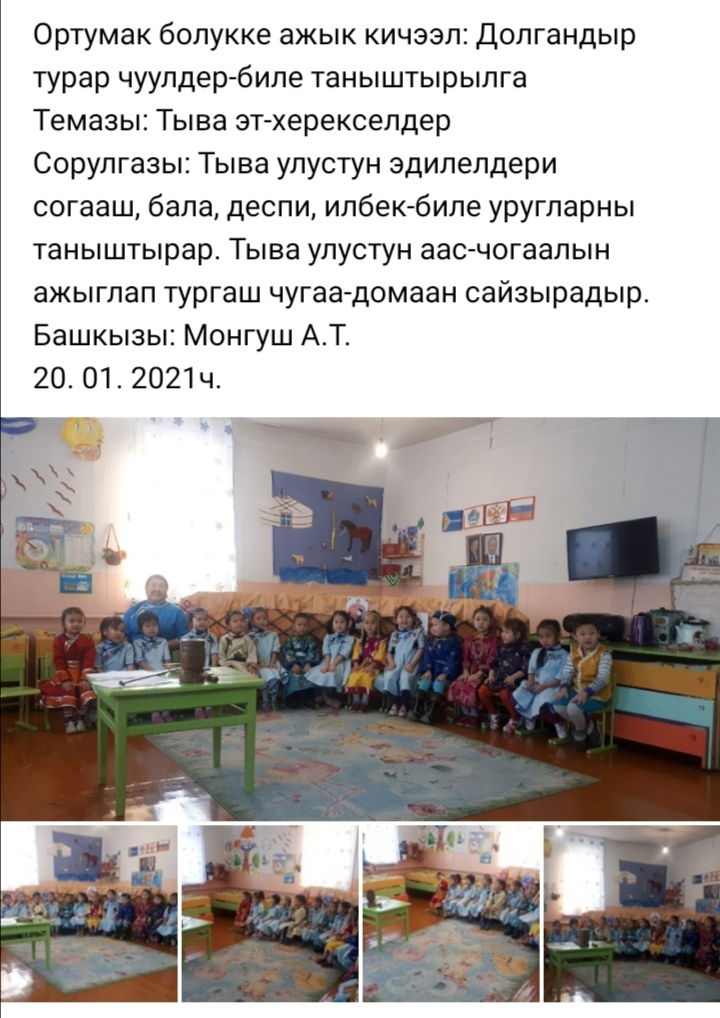 Ортумак болукке ажык кичээл: Долгандыр
турар чуулдер-биле таныштырылга
Темазы: Тыва эт-херекселдер
Сорулгазы: Тыва улустун эдилелдери
согааш, бала, деспи, илбек-биле уругларны
таныштырар. Тыва улустун аас-чогаалын
ажыглап тургаш чугаа-домаан сайзырадыр.
Башкызы: Монгуш А.Т.
20. 01. 2021ч.